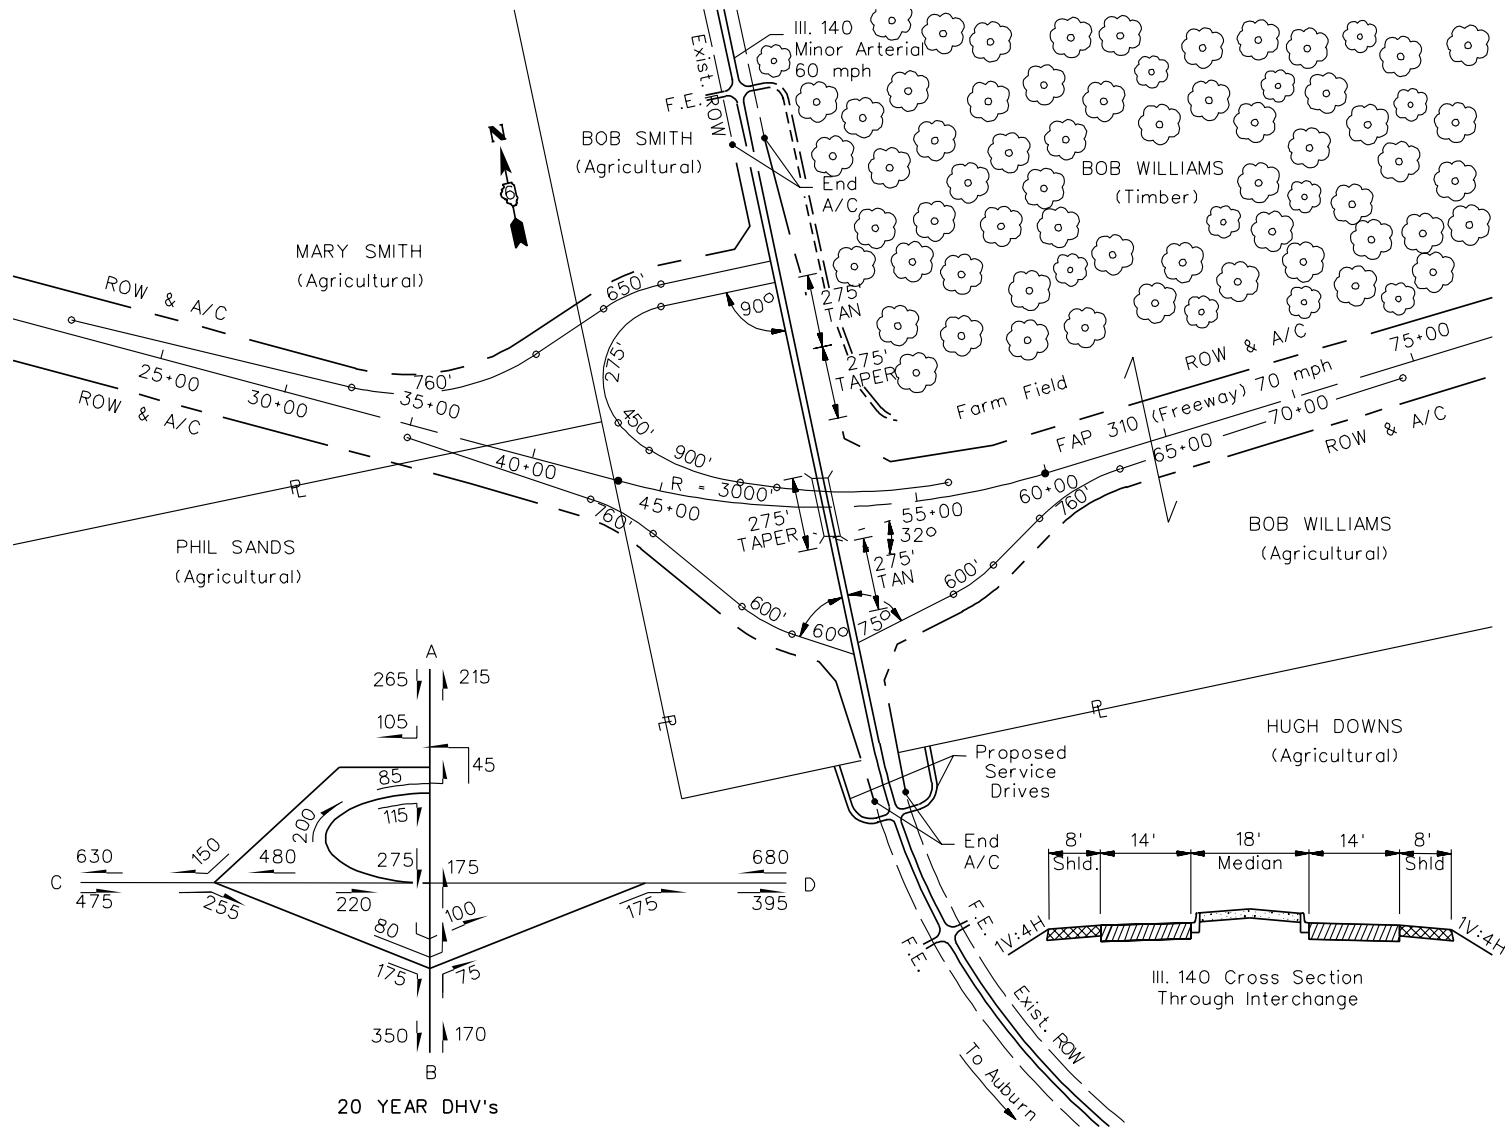 Ill. 140
Minor Arterial
60 mph
Exist. ROW
F.E.
N
6
BOB SMITH
(Agricultural)
End
A/C
BOB WILLIAMS
(Timber)
MARY SMITH
(Agricultural)
ROW & A/C
650'
90°
275'
TAN
275'
TAPER
275'
760'
25+00
30+00
35+00
ROW & A/C
ROW & A/C
75+00
Farm Field
FAP 310 (Freeway) 70 mph
70+00
65+00
ROW & A/C
450'
900'
40+00
R = 3000'
45+00
55+00
60+00
760'
760'
PL
275'
TAPER
32°
275'
TAN
BOB WILLIAMS
(Agricultural)
PHIL SANDS
(Agricultural)
600'
600'
60°
75°
PL
PL
HUGH DOWNS
(Agricultural)
Proposed
Service
Drives
End
A/C
A
265
215
105
45
85
115
200
150
480
275
175
630
680
C
D
475
255
220
80
100
175
395
175
75
350
170
B
20 YEAR DHV's
8'
14'
18'
14'
8'
Shld.
Median
Shld
1V:4H
1V:4H
Ill. 140 Cross Section
Through Interchange
F.E.
F.E.
Exist. ROW
To Auburn